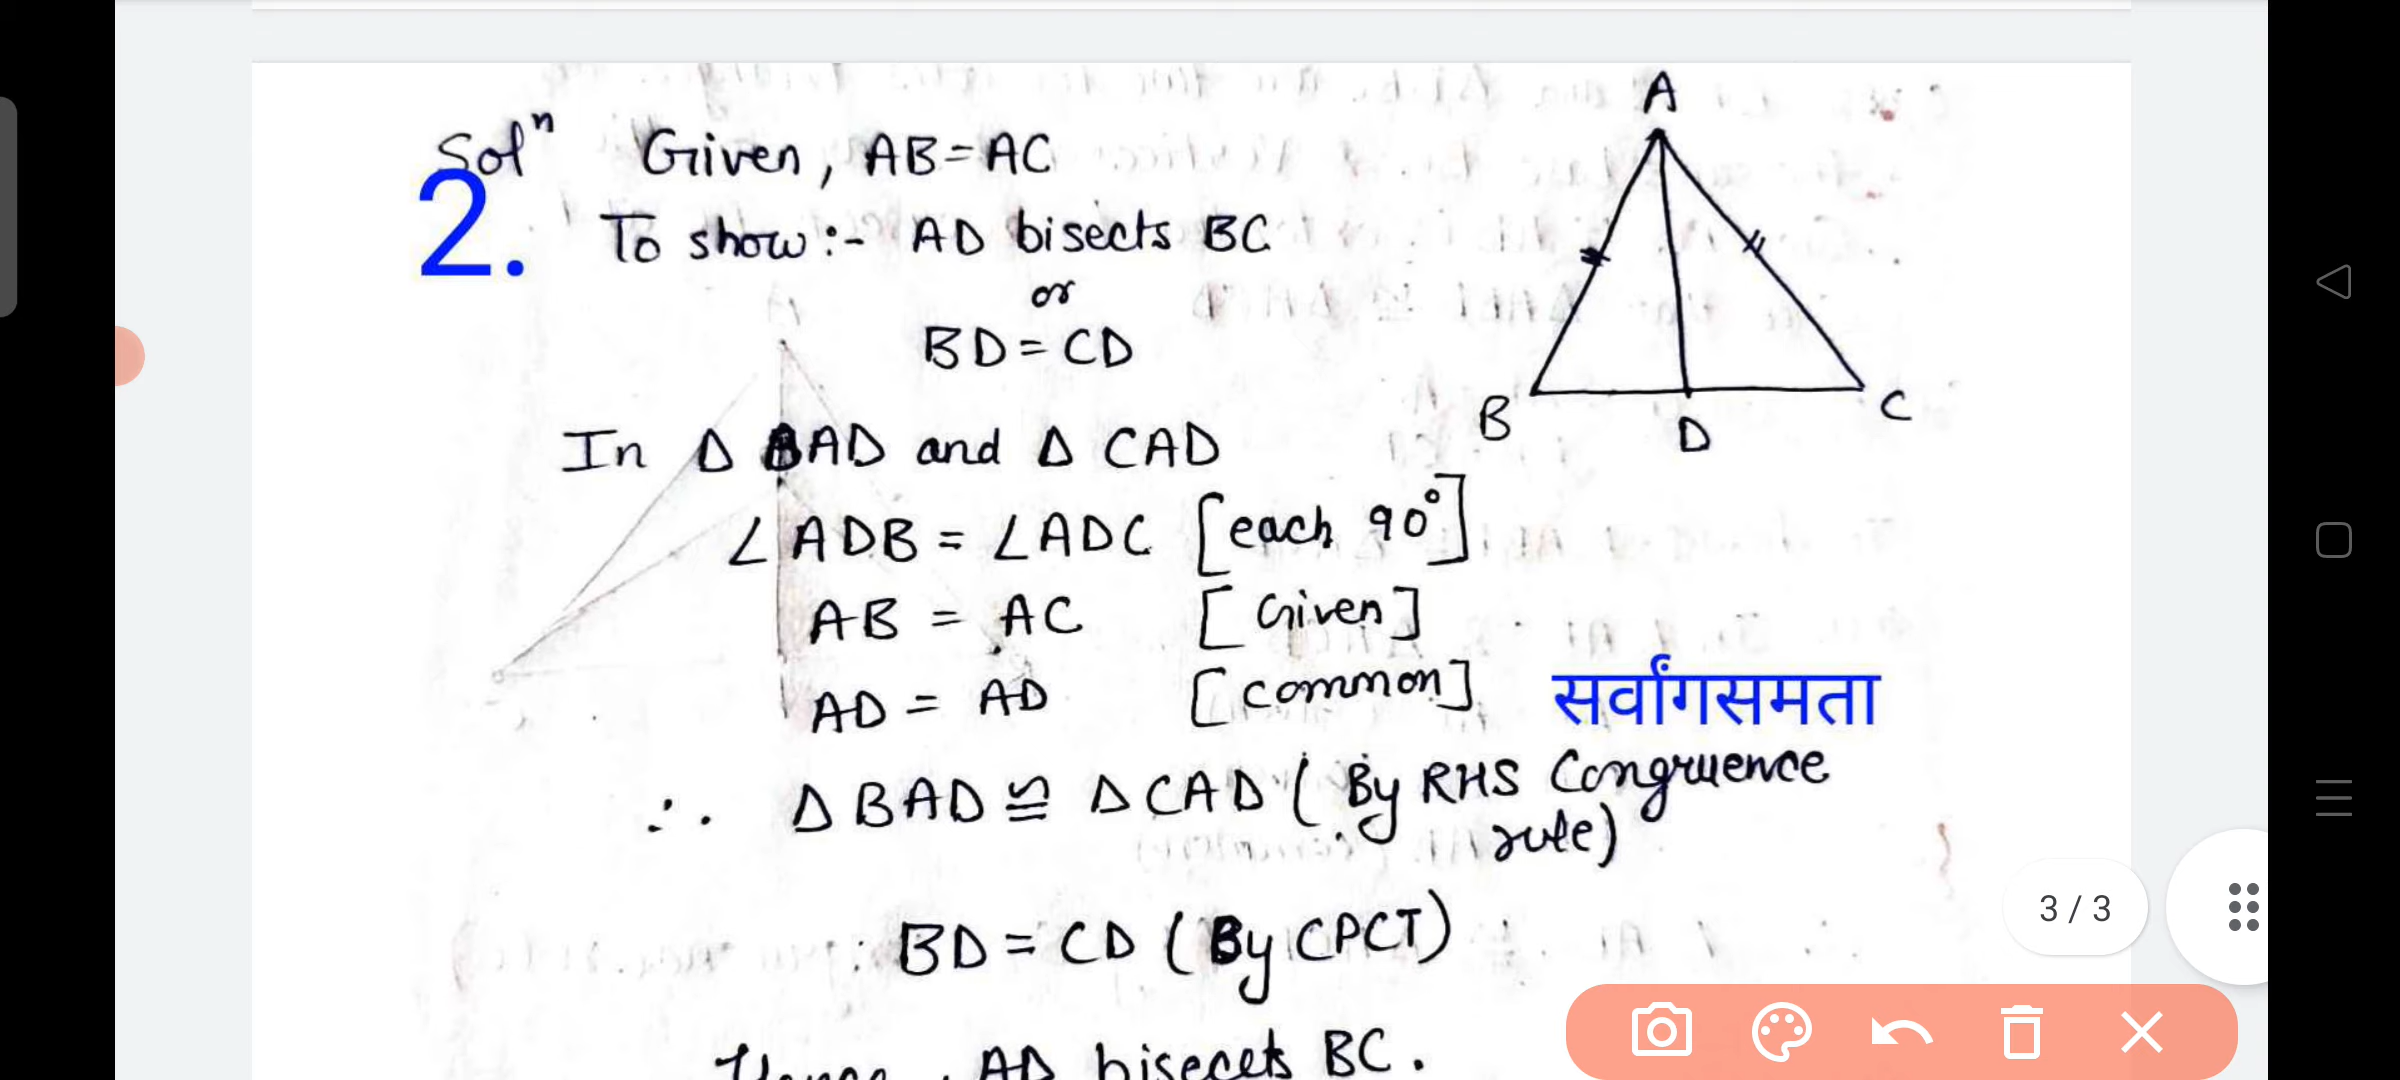 Solⁿ Given, AB=AC
2.
To show:- AD bisects BC
or
BD=CD
A
B
D
C
In Δ BAD and Δ CAD
∠ADB = ∠ADC [each 90°]
AB = AC [Given]
AD = AD [common]
सर्वांगसमता
∴ ΔBAD ≅ ΔCAD (By RHS Congruence
rule)
BD = CD (By CPCT)
Hence, AD bisects BC.
3 / 3